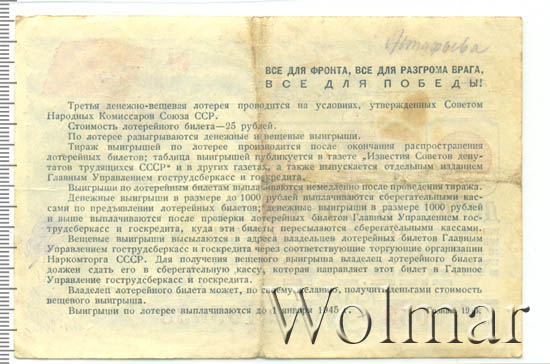 Астафьева
ВСЕ ДЛЯ ФРОНТА, ВСЕ ДЛЯ РАЗГРОМА ВРАГА,
ВСЕ ДЛЯ ПОБЕДЫ!
Третья денежно-вещевая лотерея проводится на условиях, утвержденных Советом
Народных Комиссаров Союза ССР.
Стоимость лотерейного билета—25 рублей.
По лотерее разыгрываются денежные и вещевые выигрыши.
Тираж выигрышей по лотерее производится после окончания распространения
лотерейных билетов; таблица выигрышей публикуется в газете „Известия Советов депу-
татов трудящихся СССР" и в других газетах, а также выпускается отдельным изданием
Главным Управлением гострудсберкасс и госкредита.
Выигрыши по лотерейным билетам выплачиваются немедленно после проведения тиража.
Денежные выигрыши в размере до 1000 рублей выплачиваются сберегательными кас-
сами по предъявлении лотерейных билетов; денежные выигрыши в размере 1000 рублей
и выше выплачиваются после проверки лотерейных билетов Главным Управлением гос-
трудсберкасс и госкредита, куда эти билеты пересылаются сберегательными кассами.
Вещевые выигрыши высылаются в адреса владельцев лотерейных билетов Главным
Управлением гострудсберкасс и госкредита через соответствующие торгующие организации
Наркомторга СССР. Для получения вещевого выигрыша владелец лотерейного билета
должен сдать его в сберегательную кассу, которая направляет этот билет в Главное
Управление гострудсберкасс и госкредита.
Владелец лотерейного билета может, по своему желанию, получить деньгами стоимость
вещевого выигрыша.
Выигрыши по лотерее выплачиваются до 1 января 1945 г.
Wolmar